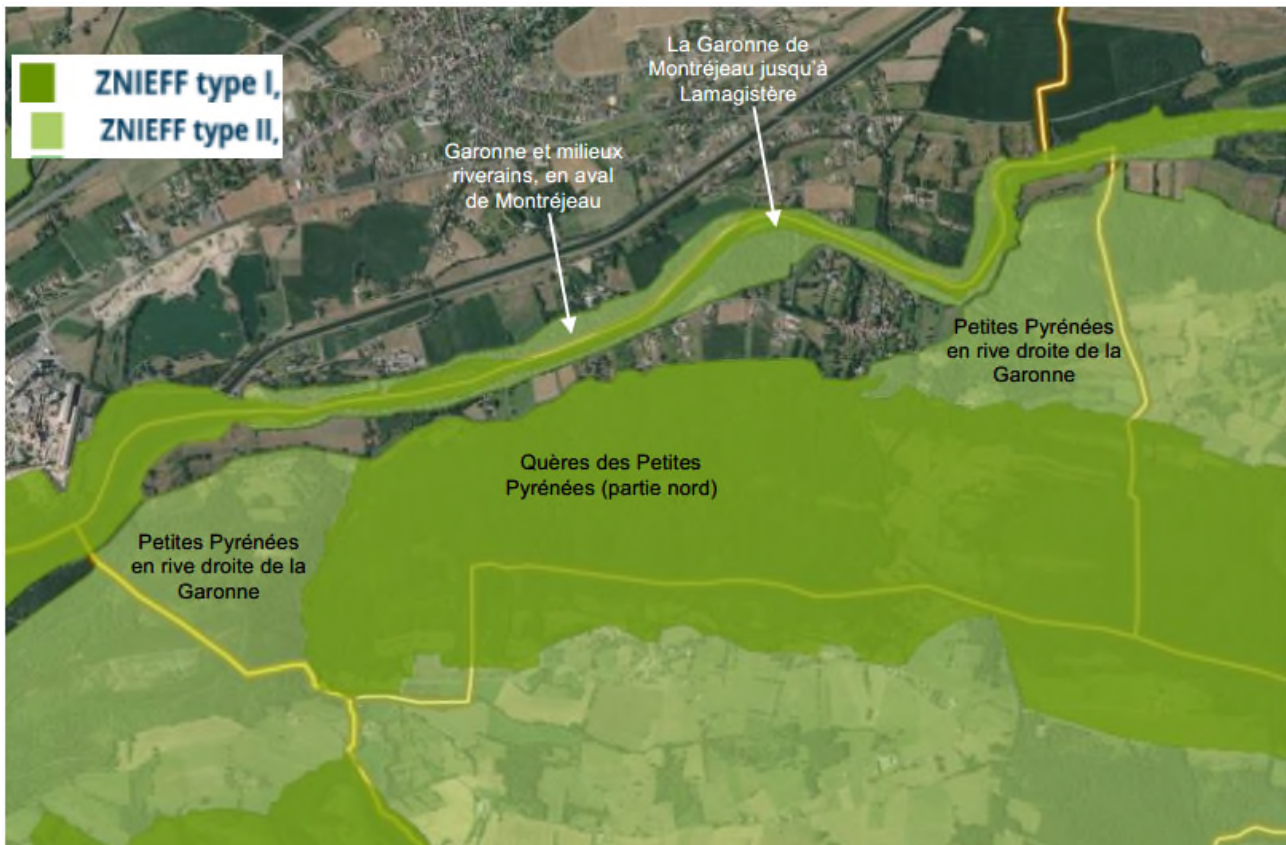 ZNIEFF type I,
ZNIEFF type II,
La Garonne de
Montréjeau jusqu'à
Lamagistère
Garonne et milieux
riverains, en aval
de Montréjeau
Petites Pyrénées
en rive droite de la
Garonne
Quères des Petites
Pyrénées (partie nord)
Petites Pyrénées
en rive droite de la
Garonne